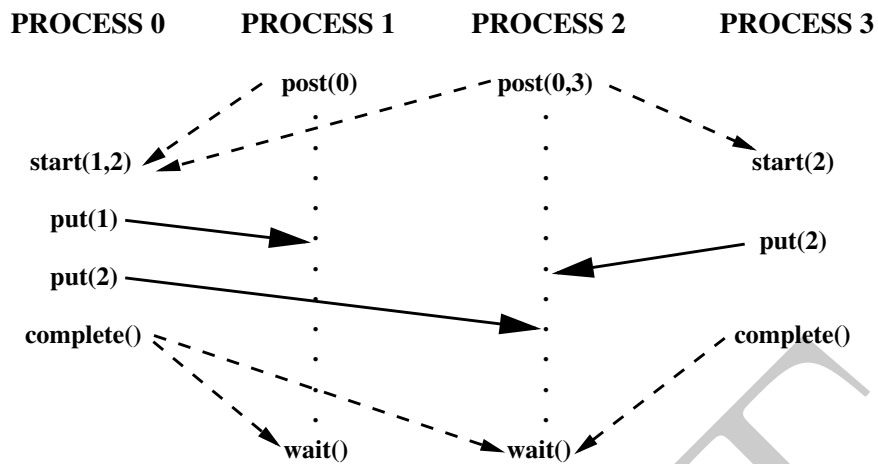 PROCESS 0 PROCESS 1 PROCESS 2 PROCESS 3
post(0) post(0,3)
start(1,2) start(2)
put(1)
put(2)
put(2)
complete() complete()
wait() wait()